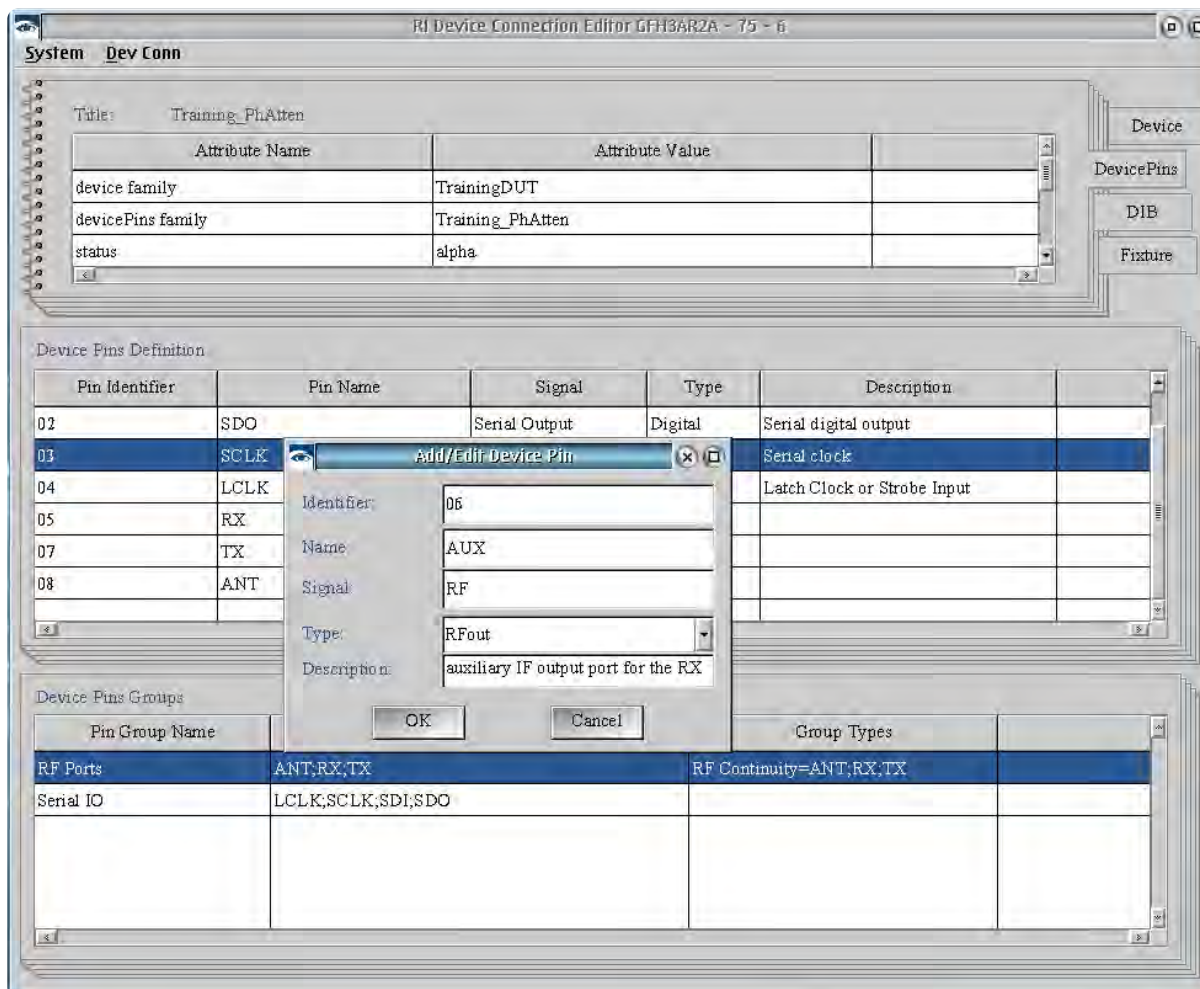 RI Device Connection Editor GFH3AR2A - 75 - 6
System Dev Conn
Title: Training_PhAtten
Device
DevicePins
DIB
Fixture
Attribute Name Attribute Value
device family TrainingDUT
devicePins family Training_PhAtten
status alpha
Device Pins Definition
Pin Identifier Pin Name Signal Type Description
02 SDO Serial Output Digital Serial digital output
03 SCLK Serial clock
04 LCLK Latch Clock or Strobe Input
05 RX
07 TX
08 ANT
Add/Edit Device Pin
Identifier: 06
Name AUX
Signal RF
Type: RFout
Description: auxiliary IF output port for the RX
OK Cancel
Device Pins Groups
Pin Group Name Group Types
RF Ports ANT;RX;TX RF Continuity=ANT;RX;TX
Serial IO LCLK;SCLK;SDI;SDO